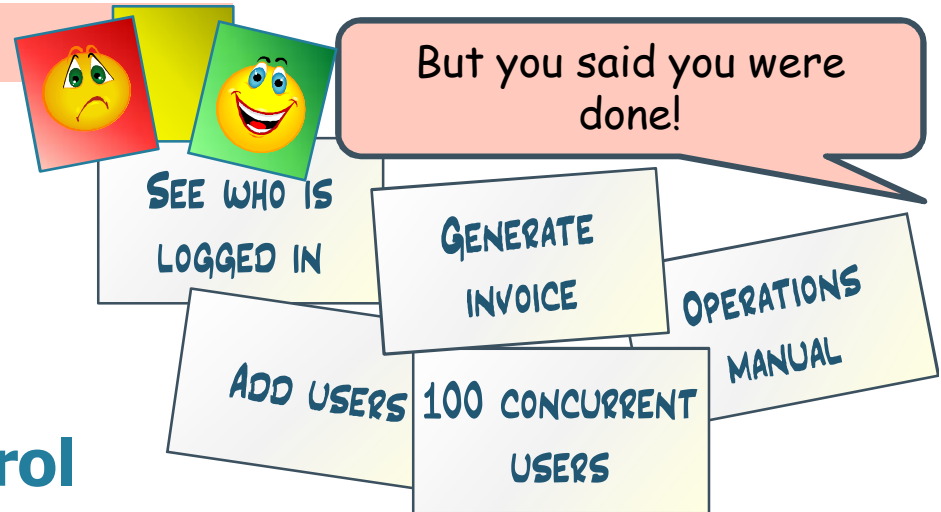 But you said you were
done!
See who is
logged in
Generate
invoice
Operations
manual
Add users
100 concurrent
users
rol